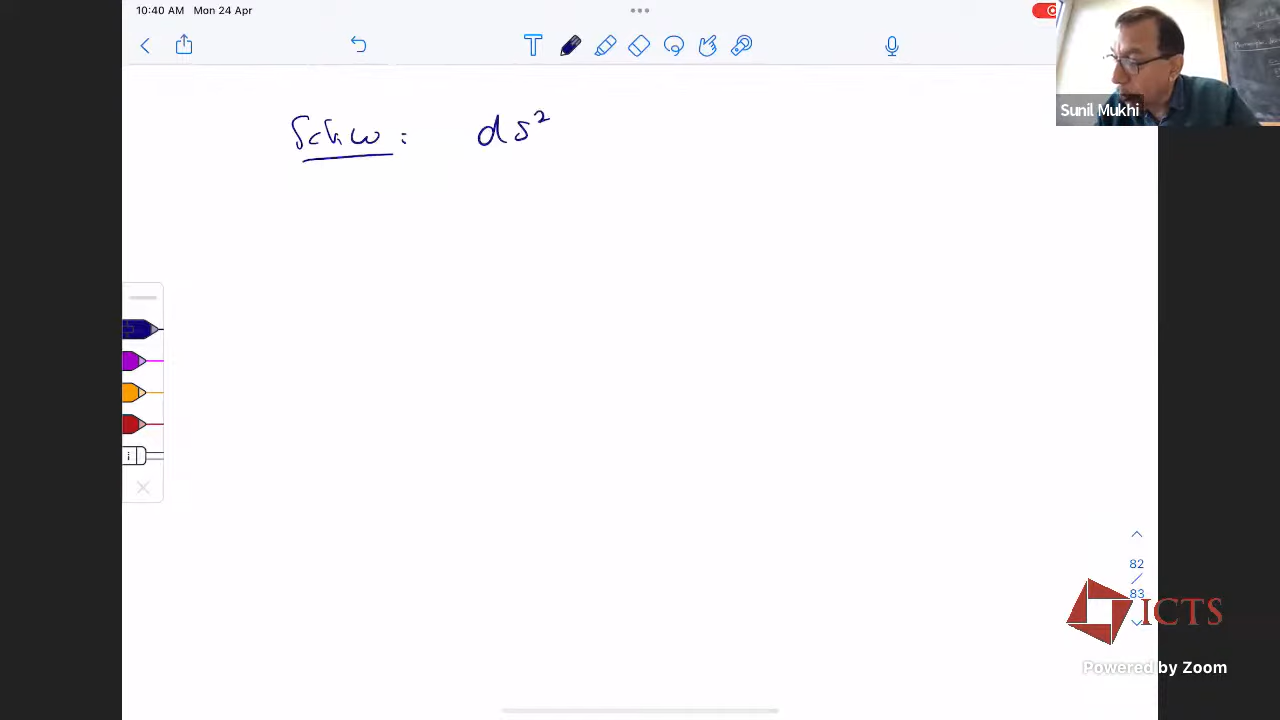 10:40 AM Mon 24 Apr
Schw : ds²
Sunil Mukhi
82
/
83
ICTS
Powered by Zoom